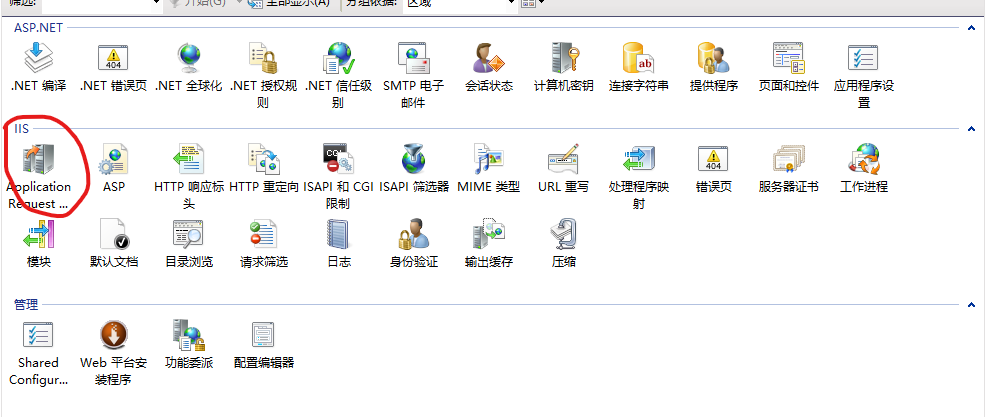 筛选:
开始(G)
全部显示(A)
分组依据:
区域
ASP.NET
.NET 编译
.NET 错误页
404
.NET 全球化
.NET 授权规
则
.NET 信任级
别
SMTP 电子
邮件
会话状态
计算机密钥
连接字符串
ab
提供程序
页面和控件
应用程序设
置
IIS
Application
Request ...
ASP
HTTP 响应标
头
HTTP 重定向
ISAPI 和 CGI
限制
CGI
ISAPI 筛选器
MIME 类型
URL 重写
处理程序映
射
错误页
404
服务器证书
工作进程
模块
默认文档
目录浏览
请求筛选
日志
身份验证
输出缓存
压缩
管理
Shared
Configur...
Web 平台安
装程序
功能委派
配置编辑器